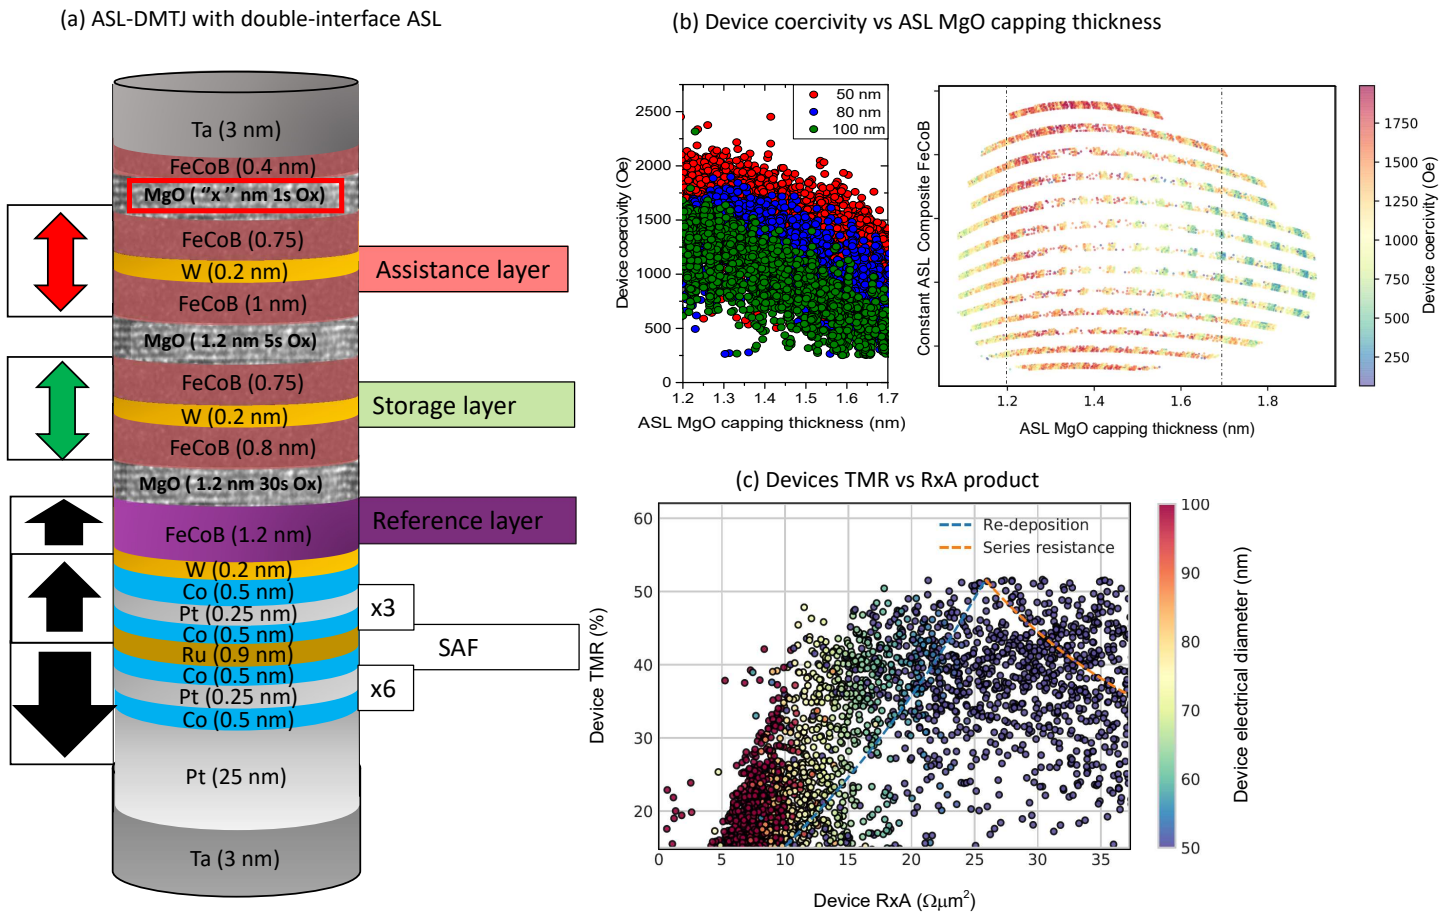 (a) ASL-DMTJ with double-interface ASL
Ta (3 nm)
FeCoB (0.4 nm)
MgO ( ‘’x’’ nm 1s Ox)
FeCoB (0.75)
W (0.2 nm)
FeCoB (1 nm)
Assistance layer
MgO ( 1.2 nm 5s Ox)
FeCoB (0.75)
W (0.2 nm)
FeCoB (0.8 nm)
Storage layer
MgO ( 1.2 nm 30s Ox)
FeCoB (1.2 nm)
Reference layer
W (0.2 nm)
Co (0.5 nm)
Pt (0.25 nm)
Co (0.5 nm)
x3
Ru (0.9 nm)
SAF
Co (0.5 nm)
Pt (0.25 nm)
Co (0.5 nm)
x6
Pt (25 nm)
Ta (3 nm)
(b) Device coercivity vs ASL MgO capping thickness
Device coercivity (Oe)
2500
2000
1500
1000
500
0
50 nm
80 nm
100 nm
1.2 1.3 1.4 1.5 1.6 1.7
ASL MgO capping thickness (nm)
Constant ASL Composite FeCoB
1.2 1.4 1.6 1.8
ASL MgO capping thickness (nm)
1750
1500
1250
1000
750
500
250
Device coercivity (Oe)
(c) Devices TMR vs RxA product
Device TMR (%)
60
50
40
30
20
Re-deposition
Series resistance
0 5 10 15 20 25 30 35
Device RxA (Ωμm²)
100
90
80
70
60
50
Device electrical diameter (nm)